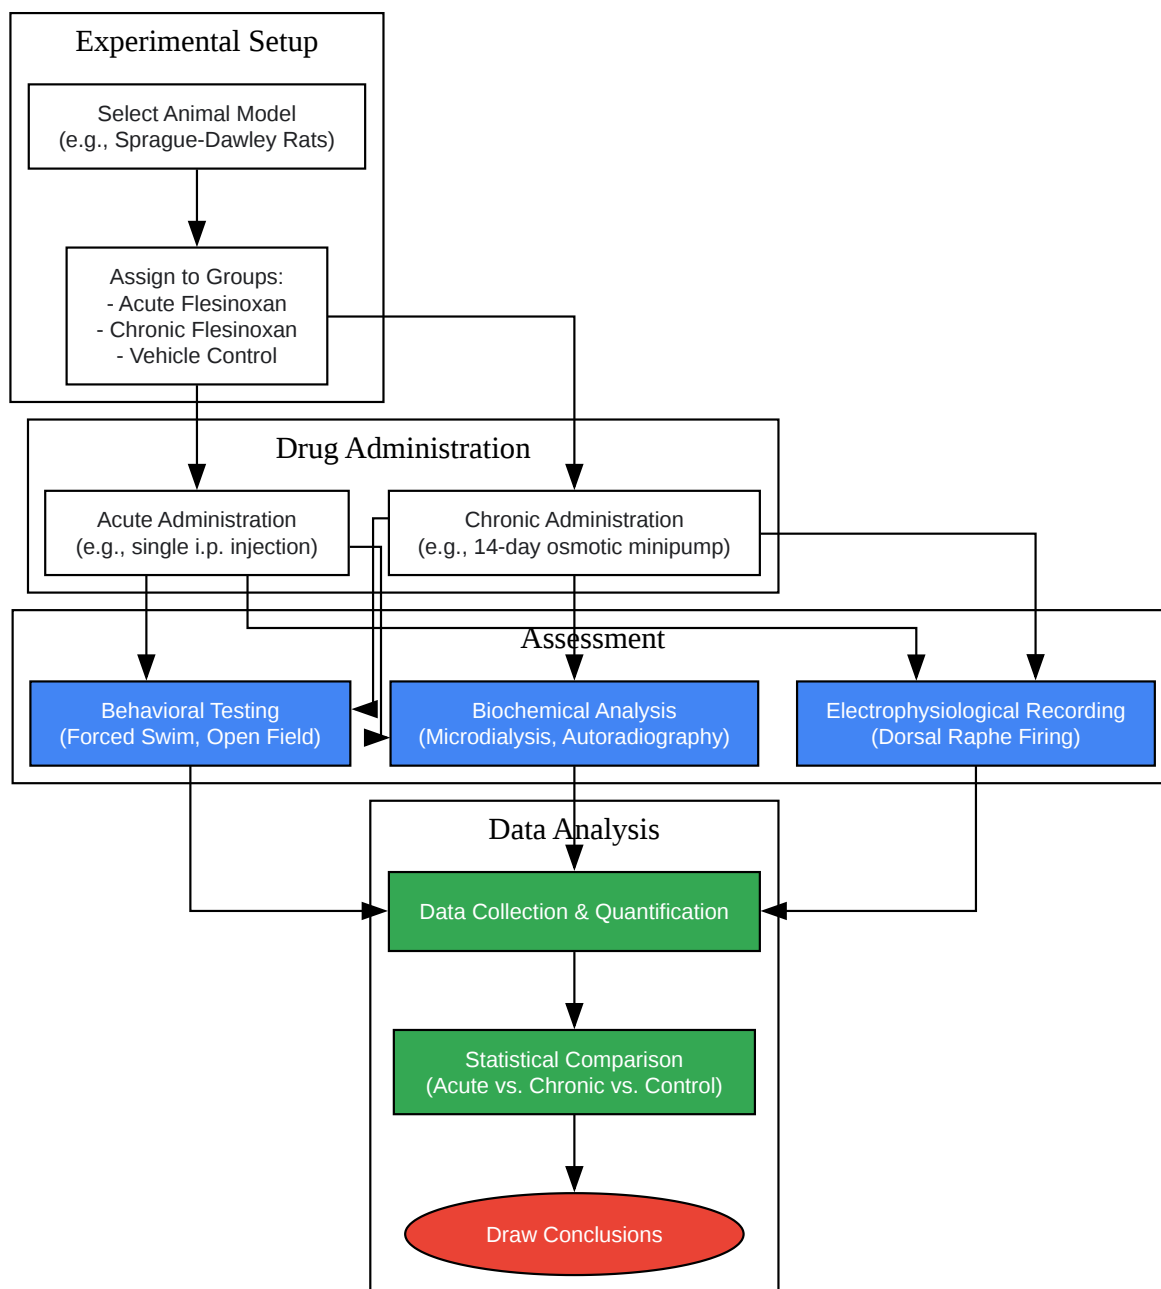 Experimental Setup
Select Animal Model
(e.g., Sprague-Dawley Rats)
Assign to Groups:
- Acute Flesinoxan
- Chronic Flesinoxan
- Vehicle Control
Drug Administration
Acute Administration
(e.g., single i.p. injection)
Chronic Administration
(e.g., 14-day osmotic minipump)
Assessment
Behavioral Testing
(Forced Swim, Open Field)
Biochemical Analysis
(Microdialysis, Autoradiography)
Electrophysiological Recording
(Dorsal Raphe Firing)
Data Analysis
Data Collection & Quantification
Statistical Comparison
(Acute vs. Chronic vs. Control)
Draw Conclusions